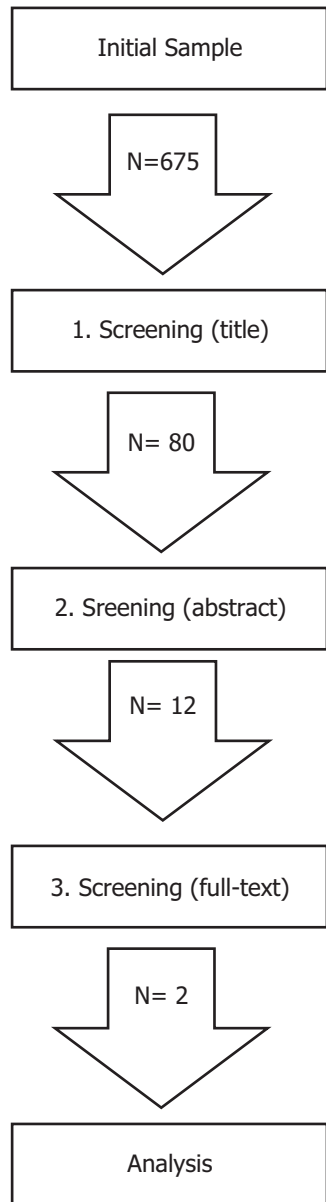 Initial Sample
N=675
1. Screening (title)
N= 80
2. Sreening (abstract)
N= 12
3. Screening (full-text)
N= 2
Analysis